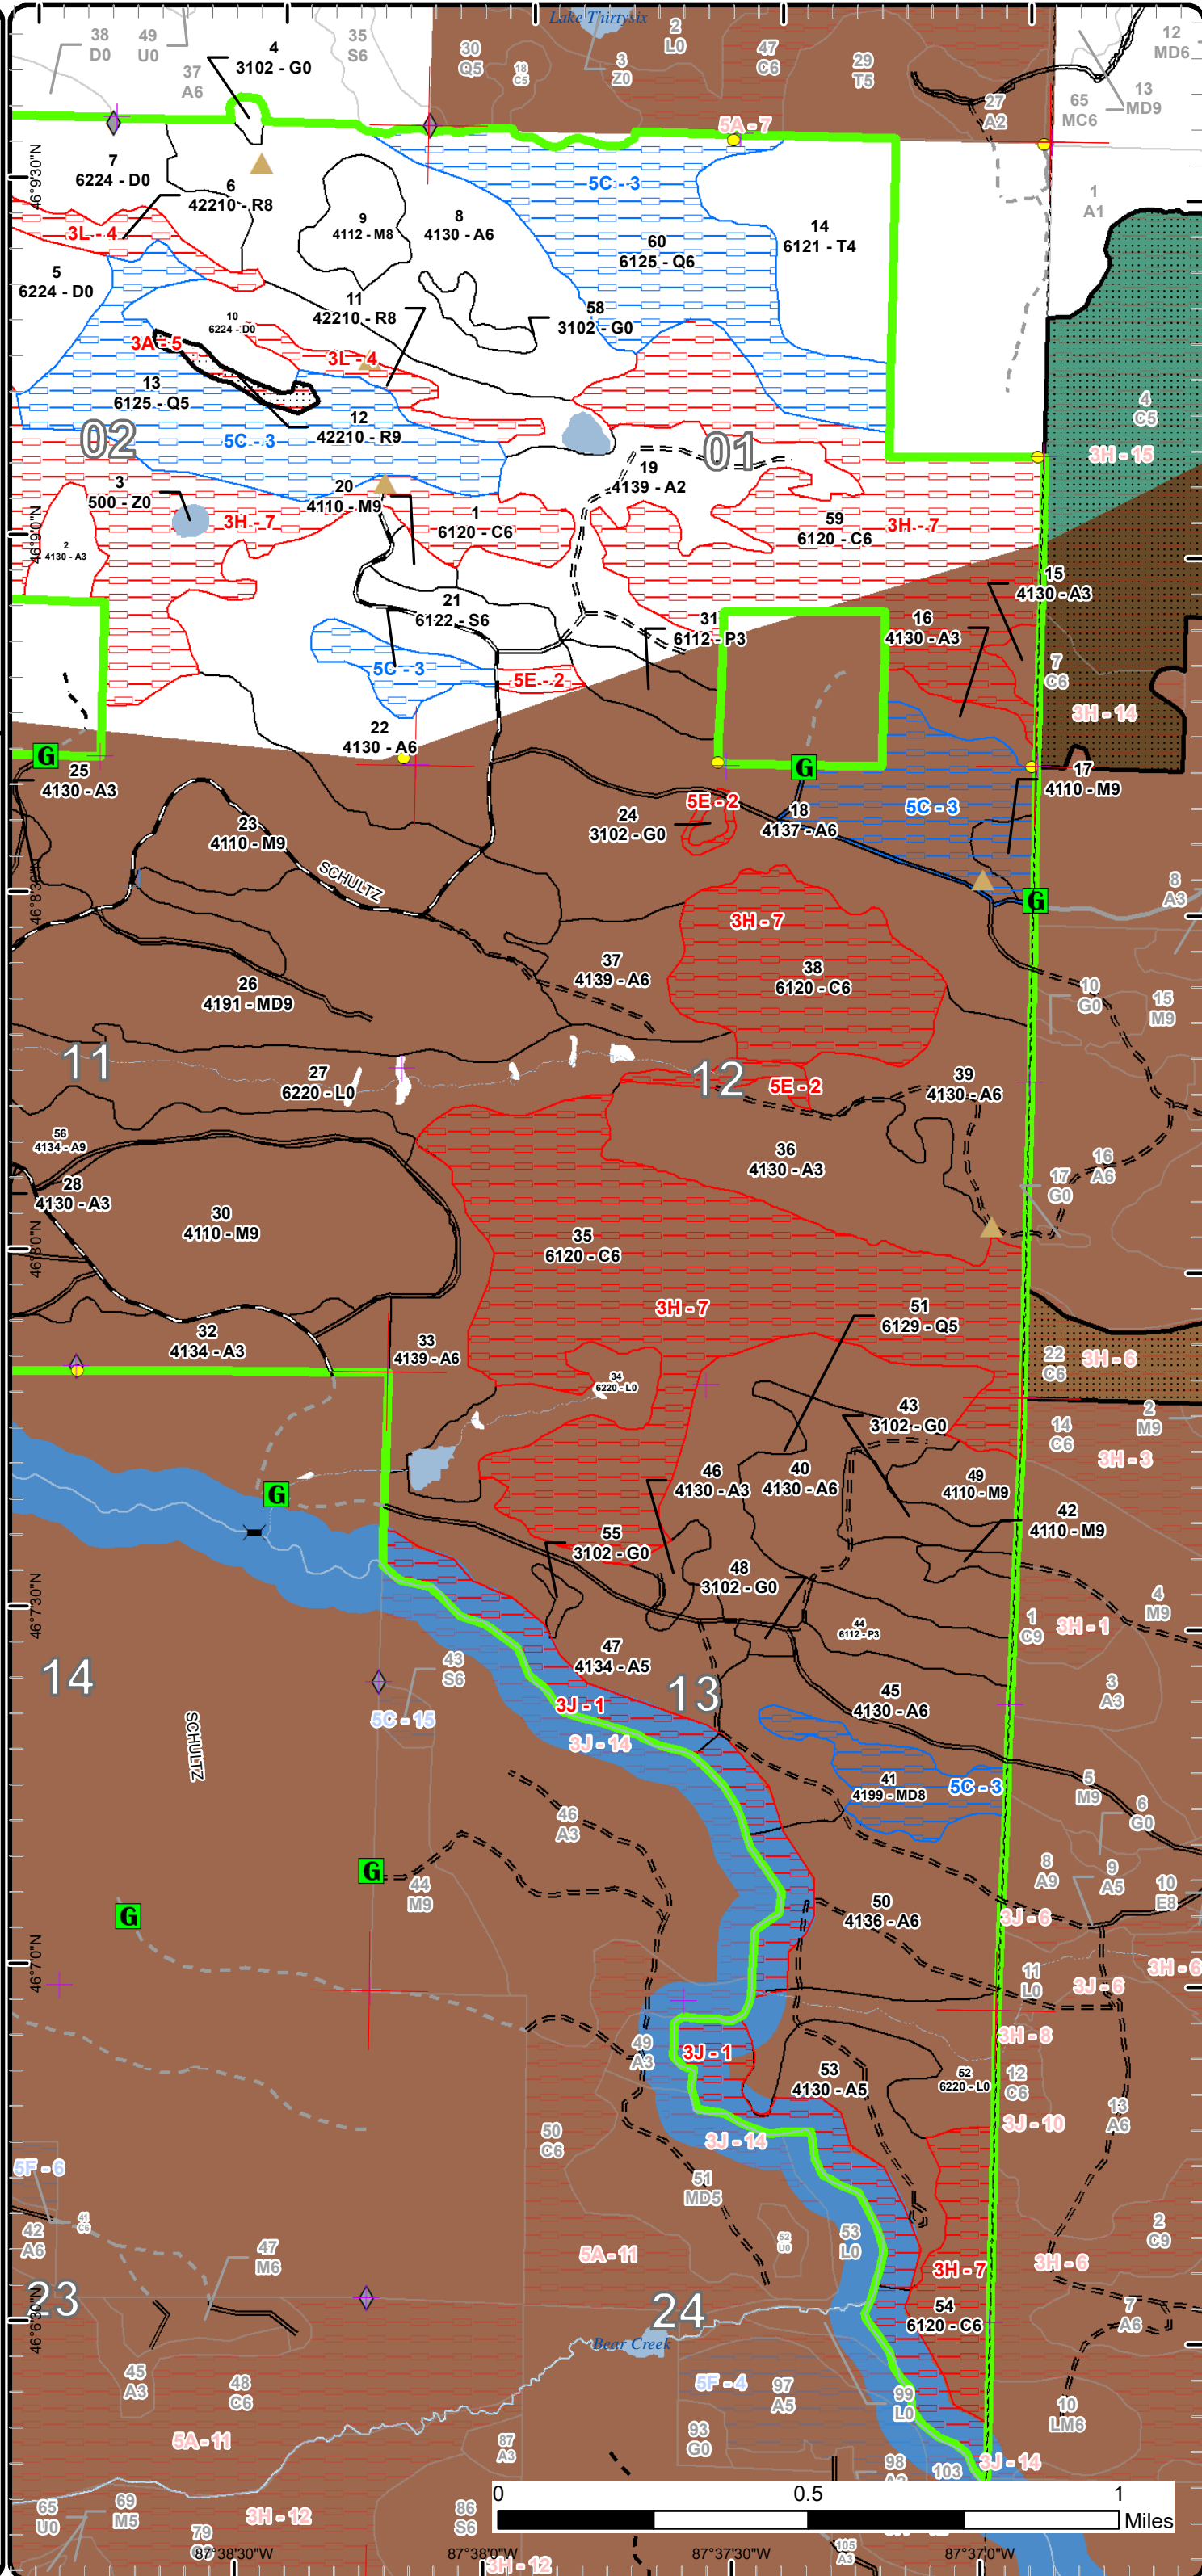 Lake Thirtysix
38
D0
49
U0
37
A6
4
3102 - G0
35
S6
30
Q5
18
C5
3
Z0
2
L0
47
C6
29
T5
27
A2
65
MC6
12
MD6
13
MD9
5A - 7
1
A1
46°9'30"N
7
6224 - D0
6
42210 - R8
3L - 4
5
6224 - D0
9
4112 - M8
8
4130 - A6
5C - 3
60
6125 - Q6
14
6121 - T4
11
42210 - R8
58
3102 - G0
10
6224 - D0
3A - 5
3L - 4
13
6125 - Q5
12
42210 - R9
5C - 3
02
01
4
C5
3H - 15
19
4139 - A2
3
500 - Z0
20
4110 - M9
3H - 7
1
6120 - C6
59
6120 - C6
3H - 7
46°9'0"N
2
4130 - A3
15
4130 - A3
21
6122 - S6
31
6112 - P3
16
4130 - A3
7
C6
5C - 3
5E - 2
3H - 14
22
4130 - A6
G
25
4130 - A3
G
17
4110 - M9
23
4110 - M9
24
3102 - G0
5E - 2
18
4137 - A6
5C - 3
SCHULTZ
46°8'30"N
8
A3
G
3H - 7
26
4191 - MD9
37
4139 - A6
38
6120 - C6
10
G0
15
M9
11
12
27
6220 - L0
5E - 2
39
4130 - A6
56
4134 - A9
36
4130 - A3
16
A6
28
4130 - A3
17
G0
30
4110 - M9
35
6120 - C6
46°8'0"N
3H - 7
51
6129 - Q5
32
4134 - A3
33
4139 - A6
22
C6
3H - 6
34
6220 - L0
43
3102 - G0
14
C6
2
M9
3H - 3
46
4130 - A3
40
4130 - A6
49
4110 - M9
G
42
4110 - M9
55
3102 - G0
48
3102 - G0
46°7'30"N
4
M9
1
C9
3H - 1
44
6112 - P3
14
43
S6
47
4134 - A5
13
3
A3
45
4130 - A6
3J - 1
5C - 15
3J - 14
SCHULTZ
41
4199 - MD8
5C - 3
5
M9
6
G0
46
A3
G
44
M9
8
A9
9
A5
10
E8
G
50
4136 - A6
3J - 6
46°7'0"N
11
L0
3J - 6
3H - 6
3H - 8
49
A3
3J - 1
53
4130 - A5
52
6220 - L0
12
C6
13
A6
3J - 10
50
C6
3J - 14
5F - 6
51
MD5
42
A6
41
C6
47
M6
52
U0
53
L0
2
C9
5A - 11
3H - 7
3H - 6
23
24
54
6120 - C6
7
A6
46°6'30"N
Bear Creek
45
A3
48
C6
5F - 4
97
A5
99
L0
10
LM6
5A - 11
87
A3
93
G0
98
103
3J - 14
65
U0
69
M5
3H - 12
86
S6
0
0.5
1
Miles
79
105
A3
87°38'30"W
87°38'0"W
87°37'30"W
87°37'0"W
3H - 12